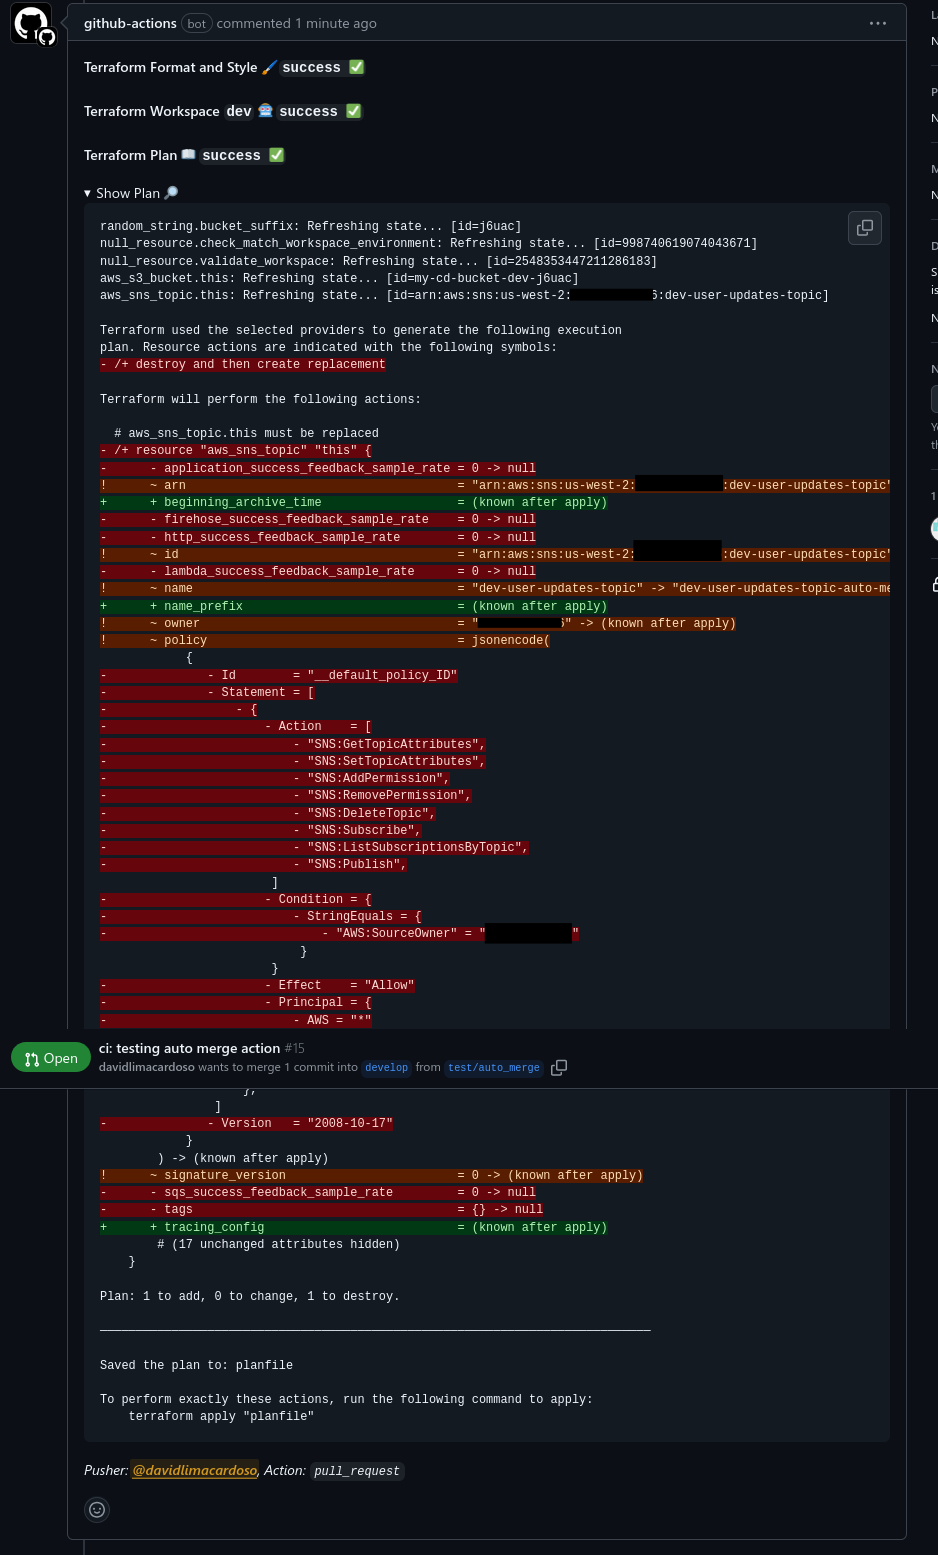 github-actions bot commented 1 minute ago
Terraform Format and Style 🖌 success ✅
Terraform Workspace dev 🤖 success ✅
Terraform Plan 📖 success ✅
▾ Show Plan 🔎
random_string.bucket_suffix: Refreshing state... [id=j6uac]
null_resource.check_match_workspace_environment: Refreshing state... [id=998740619074043671]
null_resource.validate_workspace: Refreshing state... [id=2548353447211286183]
aws_s3_bucket.this: Refreshing state... [id=my-cd-bucket-dev-j6uac]
aws_sns_topic.this: Refreshing state... [id=arn:aws:sns:us-west-2: 6:dev-user-updates-topic]
Terraform used the selected providers to generate the following execution
plan. Resource actions are indicated with the following symbols:
- /+ destroy and then create replacement
Terraform will perform the following actions:
  # aws_sns_topic.this must be replaced
- /+ resource "aws_sns_topic" "this" {
-      - application_success_feedback_sample_rate = 0 -> null
!      ~ arn                                      = "arn:aws:sns:us-west-2: :dev-user-updates-topic"
+      + beginning_archive_time                   = (known after apply)
-      - firehose_success_feedback_sample_rate    = 0 -> null
-      - http_success_feedback_sample_rate        = 0 -> null
!      ~ id                                       = "arn:aws:sns:us-west-2: :dev-user-updates-topic"
-      - lambda_success_feedback_sample_rate      = 0 -> null
!      ~ name                                     = "dev-user-updates-topic" -> "dev-user-updates-topic-auto-me
+      + name_prefix                              = (known after apply)
!      ~ owner                                    = " 6" -> (known after apply)
!      ~ policy                                   = jsonencode(
            {
-              - Id        = "__default_policy_ID"
-              - Statement = [
-                  - {
-                      - Action    = [
-                          - "SNS:GetTopicAttributes",
-                          - "SNS:SetTopicAttributes",
-                          - "SNS:AddPermission",
-                          - "SNS:RemovePermission",
-                          - "SNS:DeleteTopic",
-                          - "SNS:Subscribe",
-                          - "SNS:ListSubscriptionsByTopic",
-                          - "SNS:Publish",
                        ]
-                      - Condition = {
-                          - StringEquals = {
-                              - "AWS:SourceOwner" = " "
                            }
                        }
-                      - Effect    = "Allow"
-                      - Principal = {
-                          - AWS = "*"
Open
ci: testing auto merge action #15
davidlimacardoso wants to merge 1 commit into develop from test/auto_merge
                    },
                ]
-              - Version   = "2008-10-17"
            }
        ) -> (known after apply)
!      ~ signature_version                        = 0 -> (known after apply)
-      - sqs_success_feedback_sample_rate         = 0 -> null
-      - tags                                     = {} -> null
+      + tracing_config                           = (known after apply)
        # (17 unchanged attributes hidden)
    }
Plan: 1 to add, 0 to change, 1 to destroy.
─────────────────────────────────────────────────────────────────────────────
Saved the plan to: planfile
To perform exactly these actions, run the following command to apply:
    terraform apply "planfile"
Pusher: @davidlimacardoso, Action: pull_request